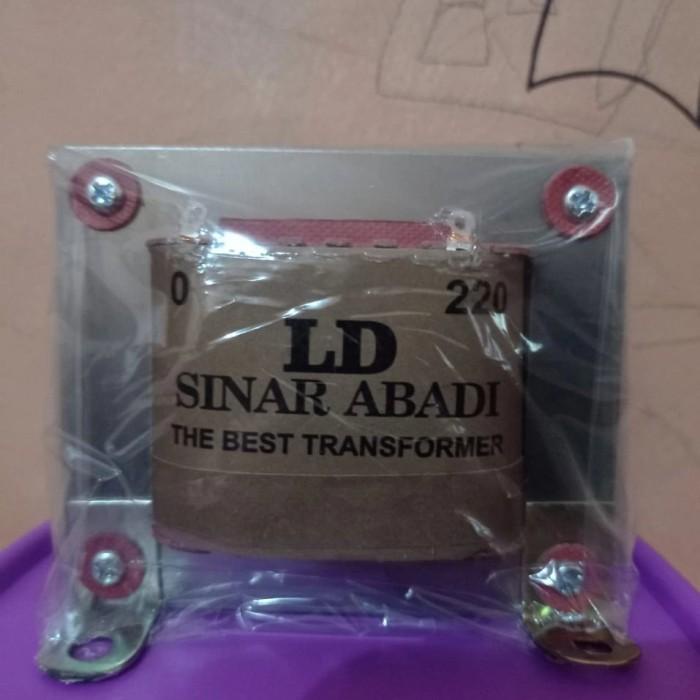 0 220
LD
SINAR ABADI
THE BEST TRANSFORMER